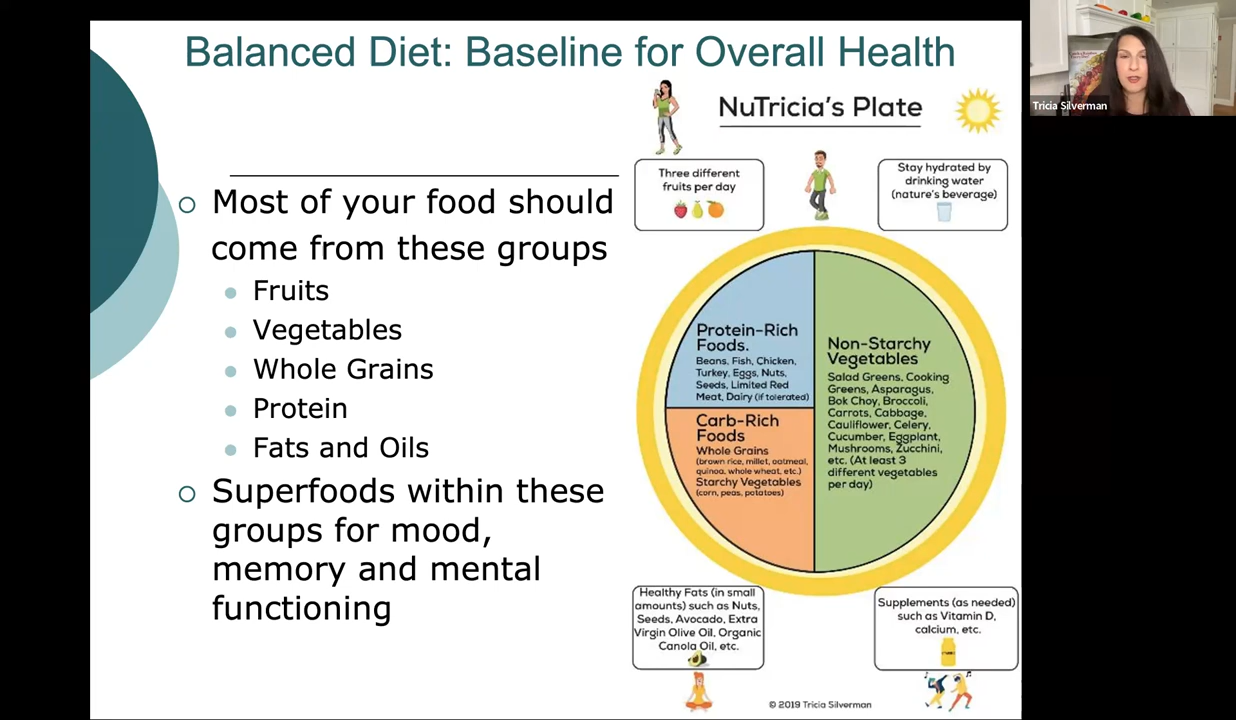 Balanced Diet: Baseline for Overall Health
Most of your food should
come from these groups
Fruits
Vegetables
Whole Grains
Protein
Fats and Oils
Superfoods within these
groups for mood,
memory and mental
functioning
NuTricia's Plate
Three different
fruits per day
Stay hydrated by
drinking water
(nature's beverage)
Protein-Rich
Foods.
Beans, Fish, Chicken,
Turkey, Eggs, Nuts,
Seeds, Limited Red
Meat, Dairy (if tolerated)
Carb-Rich
Foods
Whole Grains
(brown rice, millet, oatmeal,
quinoa, whole wheat, etc.)
Starchy Vegetables
(corn, peas, potatoes)
Non-Starchy
Vegetables
Salad Greens, Cooking
Greens, Asparagus,
Bok Choy, Broccoli,
Carrots, Cabbage,
Cauliflower, Celery,
Cucumber, Eggplant,
Mushrooms, Zucchini,
etc. (At least 3
different vegetables
per day)
Healthy Fats (in small
amounts) such as Nuts,
Seeds, Avocado, Extra
Virgin Olive Oil, Organic
Canola Oil, etc.
Supplements (as needed)
such as Vitamin D,
calcium, etc.
© 2019 Tricia Silverman
Tricia Silverman